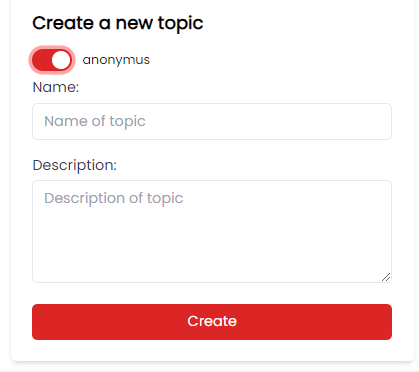 Create a new topic
anonymus
Name:
Name of topic
Description:
Description of topic
Create